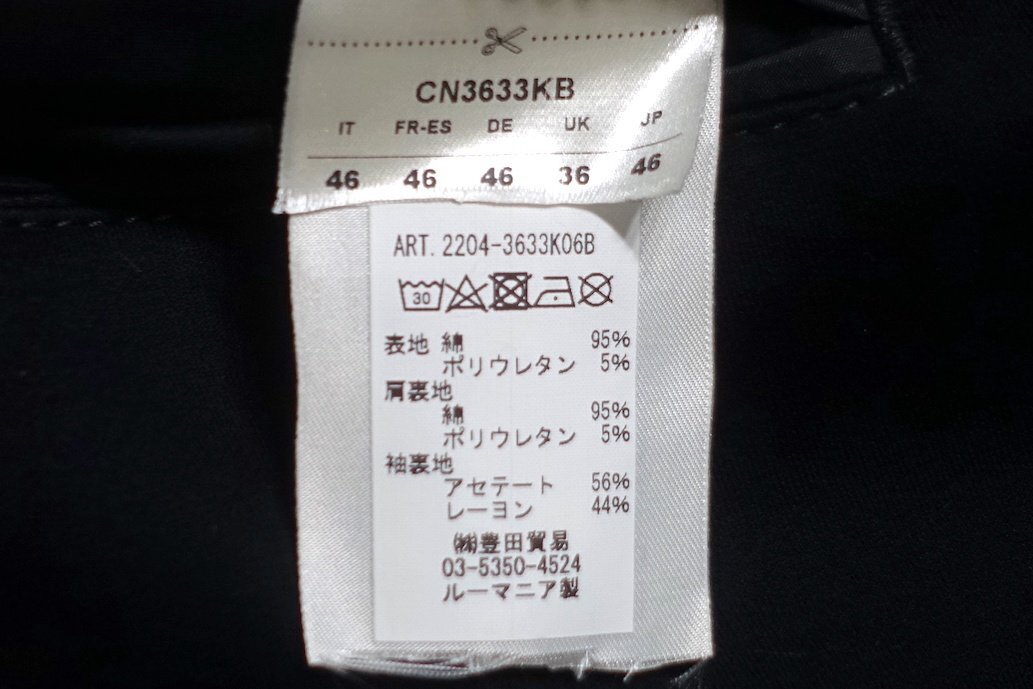 CN3633KB
IT FR-ES DE UK JP
46 46 46 36 46
ART. 2204-3633K06B
30
表地 綿 95%
ポリウレタン 5%
肩裏地
綿 95%
ポリウレタン 5%
袖裏地
アセテート 56%
レーヨン 44%
㈱豊田貿易
03-5350-4524
ルーマニア製